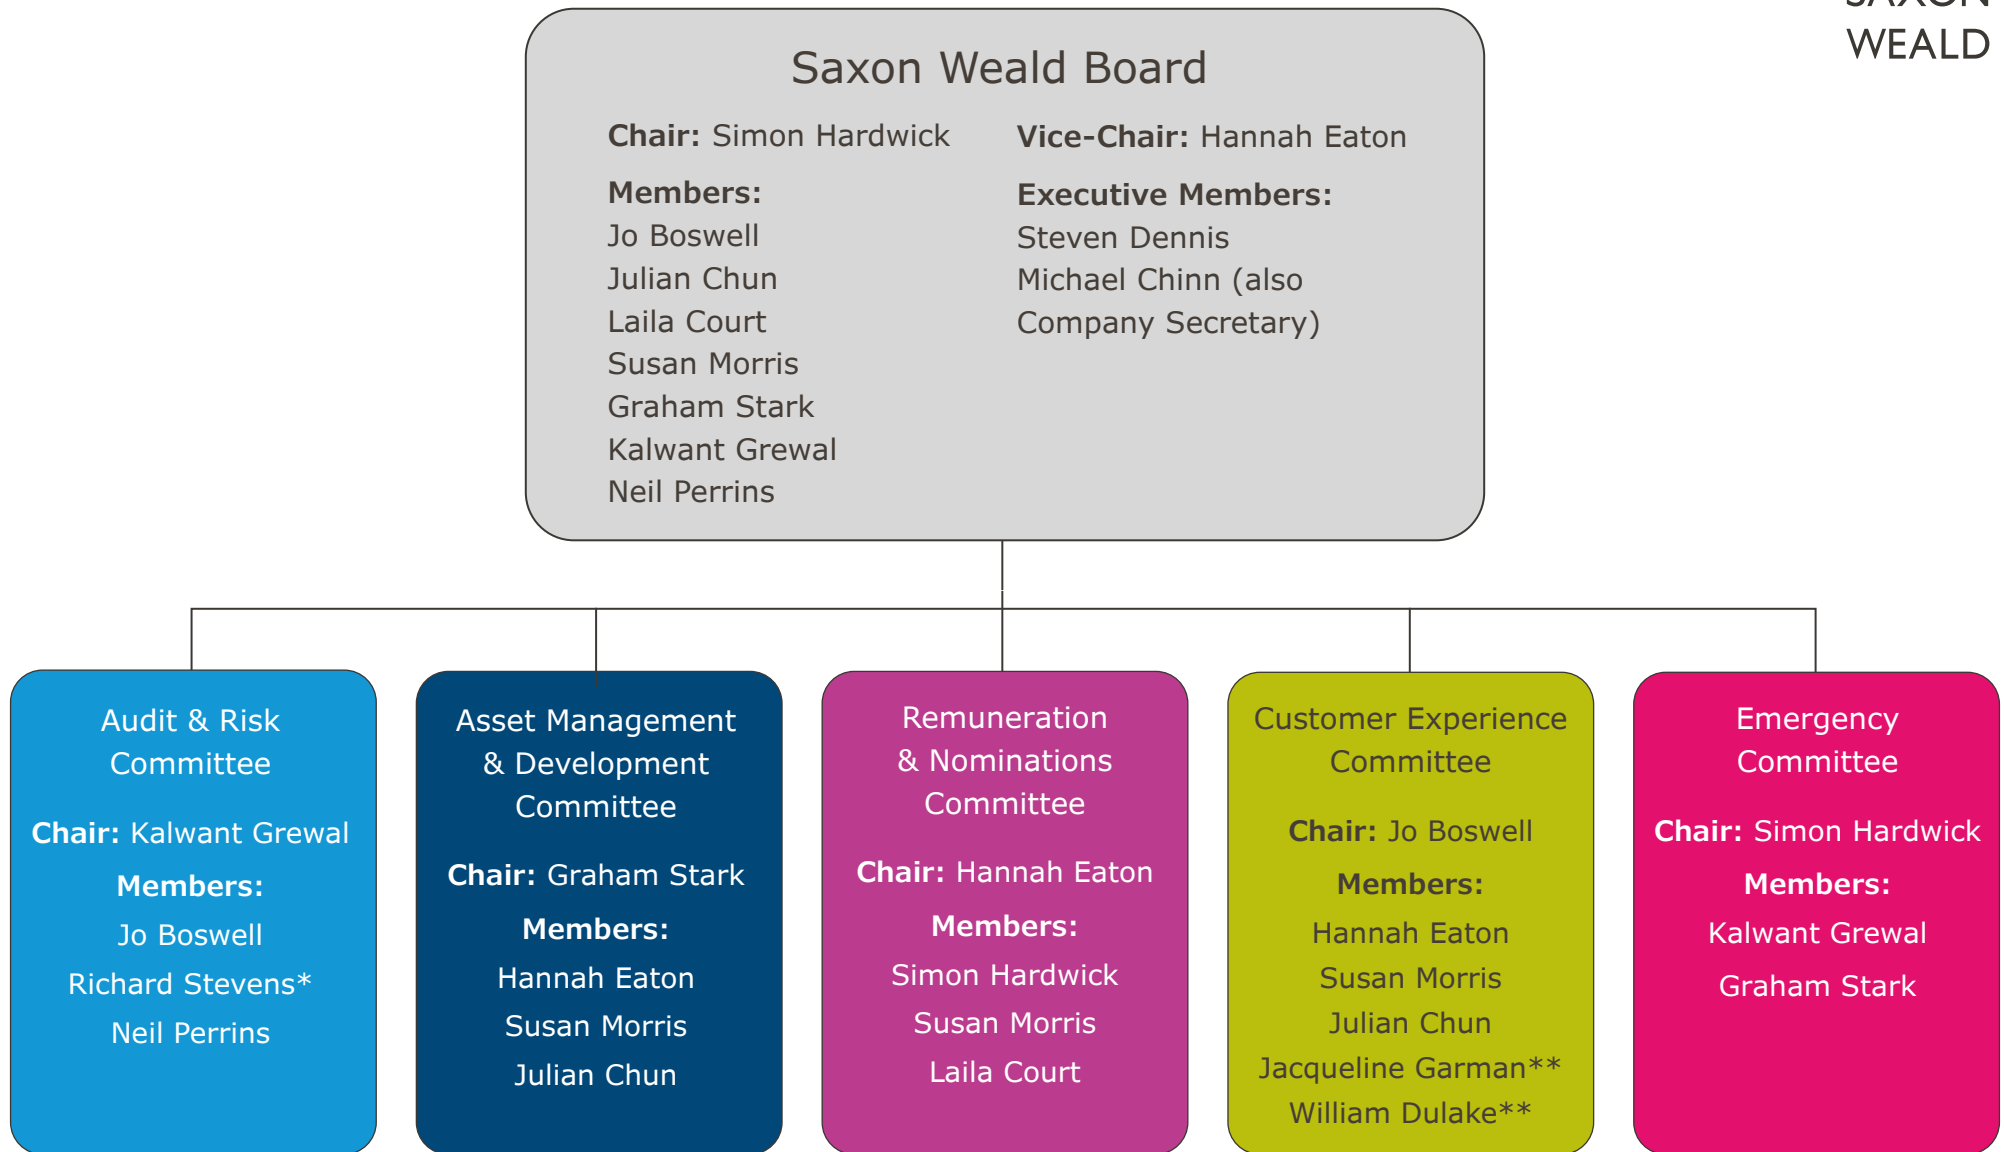 SAXON
WEALD
Saxon Weald Board
Chair: Simon Hardwick
Members:
Jo Boswell
Julian Chun
Laila Court
Susan Morris
Graham Stark
Kalwant Grewal
Neil Perrins
Vice-Chair: Hannah Eaton
Executive Members:
Steven Dennis
Michael Chinn (also
Company Secretary)
Audit & Risk
Committee
Chair: Kalwant Grewal
Members:
Jo Boswell
Richard Stevens*
Neil Perrins
Asset Management
& Development
Committee
Chair: Graham Stark
Members:
Hannah Eaton
Susan Morris
Julian Chun
Remuneration
& Nominations
Committee
Chair: Hannah Eaton
Members:
Simon Hardwick
Susan Morris
Laila Court
Customer Experience
Committee
Chair: Jo Boswell
Members:
Hannah Eaton
Susan Morris
Julian Chun
Jacqueline Garman**
William Dulake**
Emergency
Committee
Chair: Simon Hardwick
Members:
Kalwant Grewal
Graham Stark